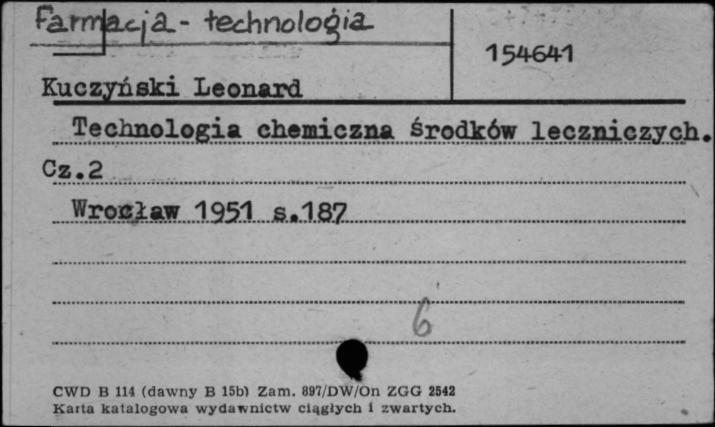 Farmacja - technologia
154641
Kuczyński Leonard
Technologia chemiczna środków leczniczych.
Cz.2
Wrocław 1951 s.187
6
CWD B 114 (dawny B 15b) Zam. 897/DW/On ZGG 2542
Karta katalogowa wydawnictw ciągłych i zwartych.